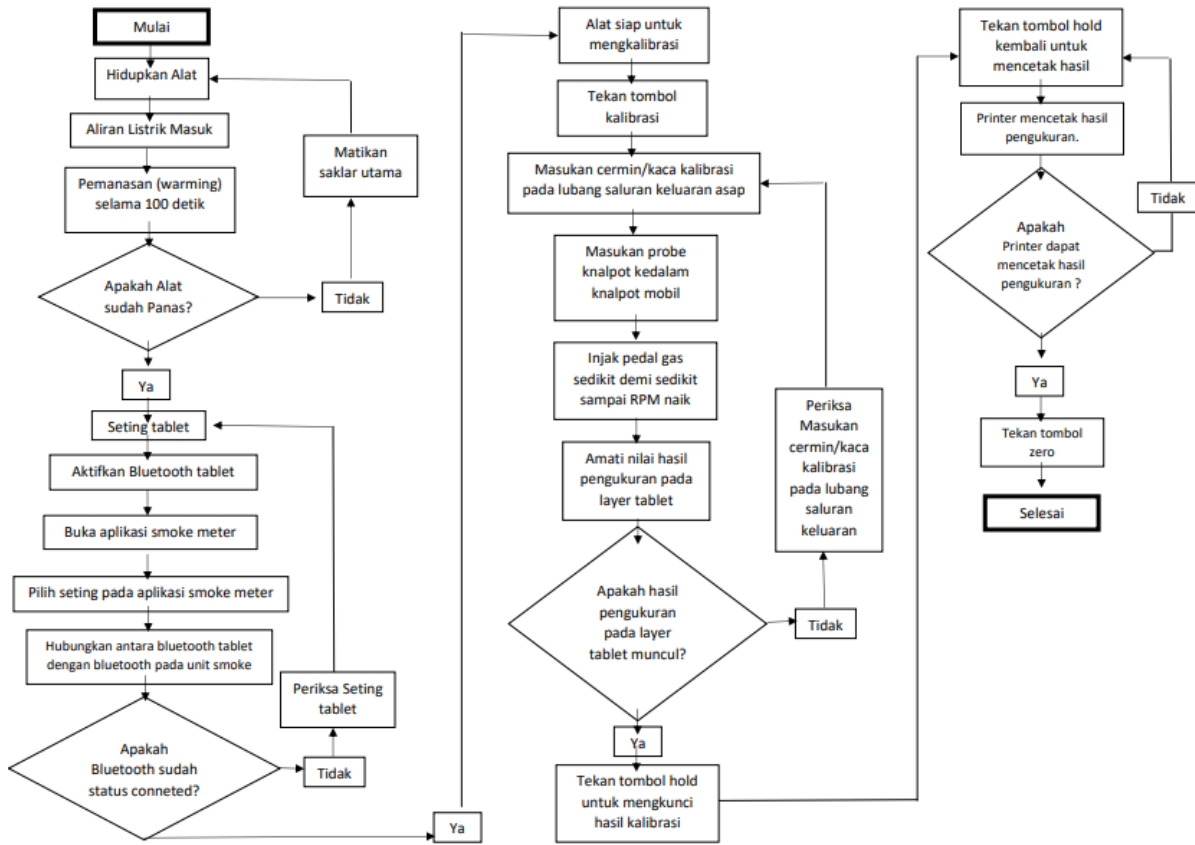 Mulai
Hidupkan Alat
Aliran Listrik Masuk
Pemanasan (warming)
selama 100 detik
Matikan
saklar utama
Apakah Alat
sudah Panas?
Tidak
Ya
Seting tablet
Aktifkan Bluetooth tablet
Buka aplikasi smoke meter
Pilih seting pada aplikasi smoke meter
Hubungkan antara bluetooth tablet
dengan bluetooth pada unit smoke
Periksa Seting
tablet
Apakah
Bluetooth sudah
status conneted?
Tidak
Ya
Alat siap untuk
mengkalibrasi
Tekan tombol
kalibrasi
Masukan cermin/kaca kalibrasi
pada lubang saluran keluaran asap
Masukan probe
knalpot kedalam
knalpot mobil
Injak pedal gas
sedikit demi sedikit
sampai RPM naik
Amati nilai hasil
pengukuran pada
layer tablet
Periksa
Masukan
cermin/kaca
kalibrasi
pada lubang
saluran
keluaran
Apakah hasil
pengukuran
pada layer
tablet muncul?
Tidak
Ya
Tekan tombol hold
untuk mengkunci
hasil kalibrasi
Tekan tombol hold
kembali untuk
mencetak hasil
Printer mencetak hasil
pengukuran.
Tidak
Apakah
Printer dapat
mencetak hasil
pengukuran ?
Ya
Tekan tombol
zero
Selesai